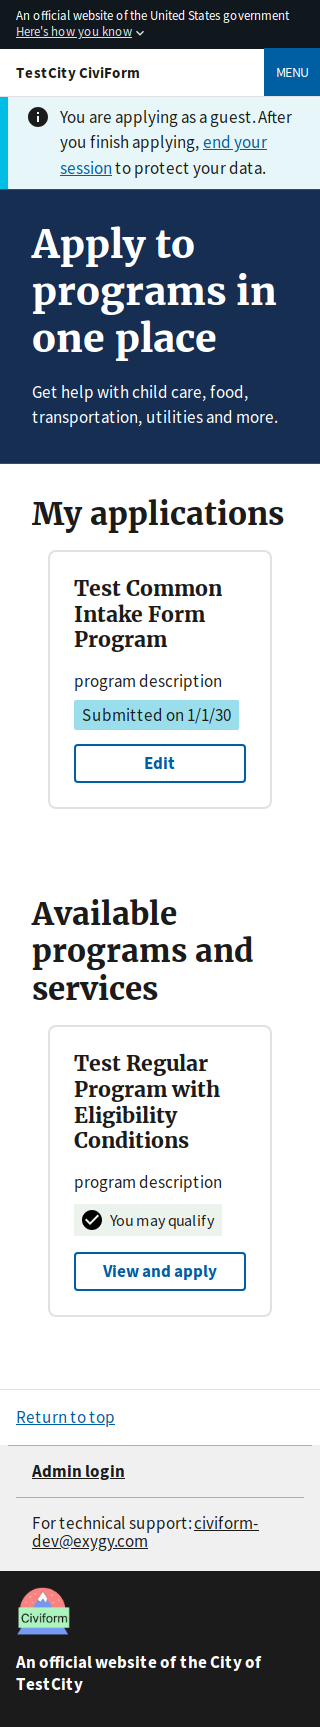 An official website of the United States government
Here's how you know
TestCity CiviForm
MENU
You are applying as a guest. After
you finish applying, end your
session to protect your data.
Apply to
programs in
one place
Get help with child care, food,
transportation, utilities and more.
My applications
Test Common
Intake Form
Program
program description
Submitted on 1/1/30
Edit
Available
programs and
services
Test Regular
Program with
Eligibility
Conditions
program description
You may qualify
View and apply
Return to top
Admin login
For technical support: civiform-
dev@exygy.com
Civiform
An official website of the City of
TestCity